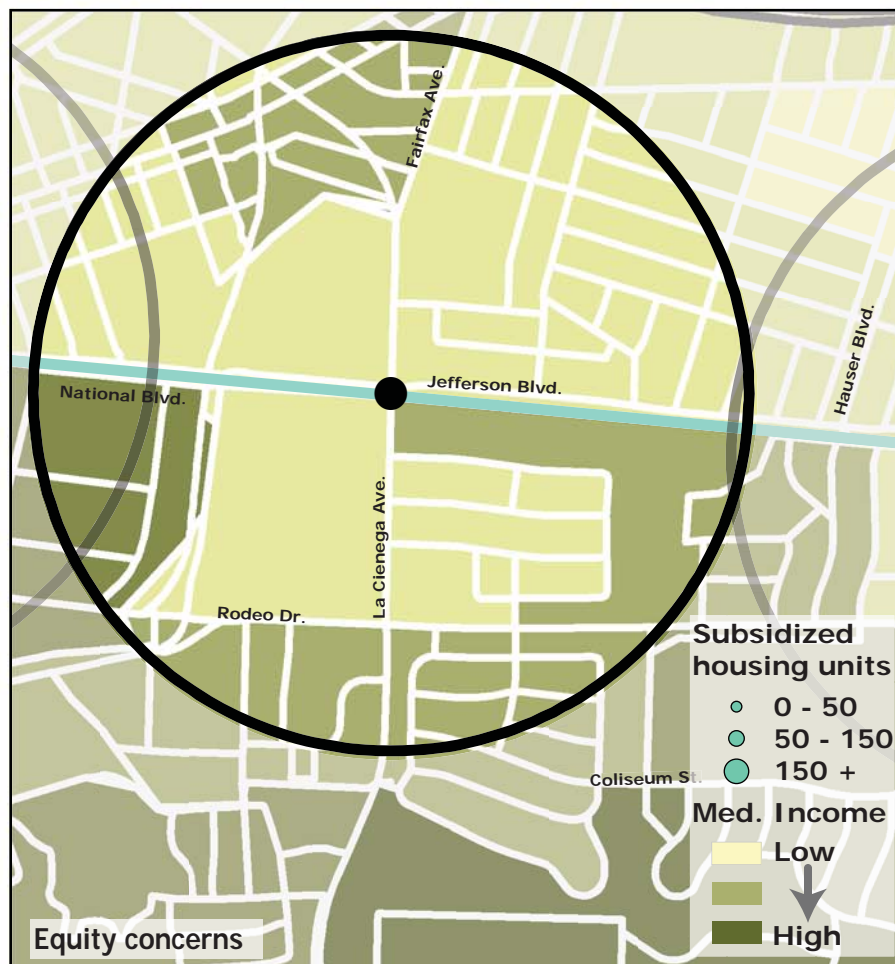 Fairfax Ave.
Hauser Blvd.
National Blvd.
Jefferson Blvd.
La Cienega Ave.
Rodeo Dr.
Coliseum St.
Subsidized
housing units
0 - 50
50 - 150
150 +
Med. Income
Low
High
Equity concerns